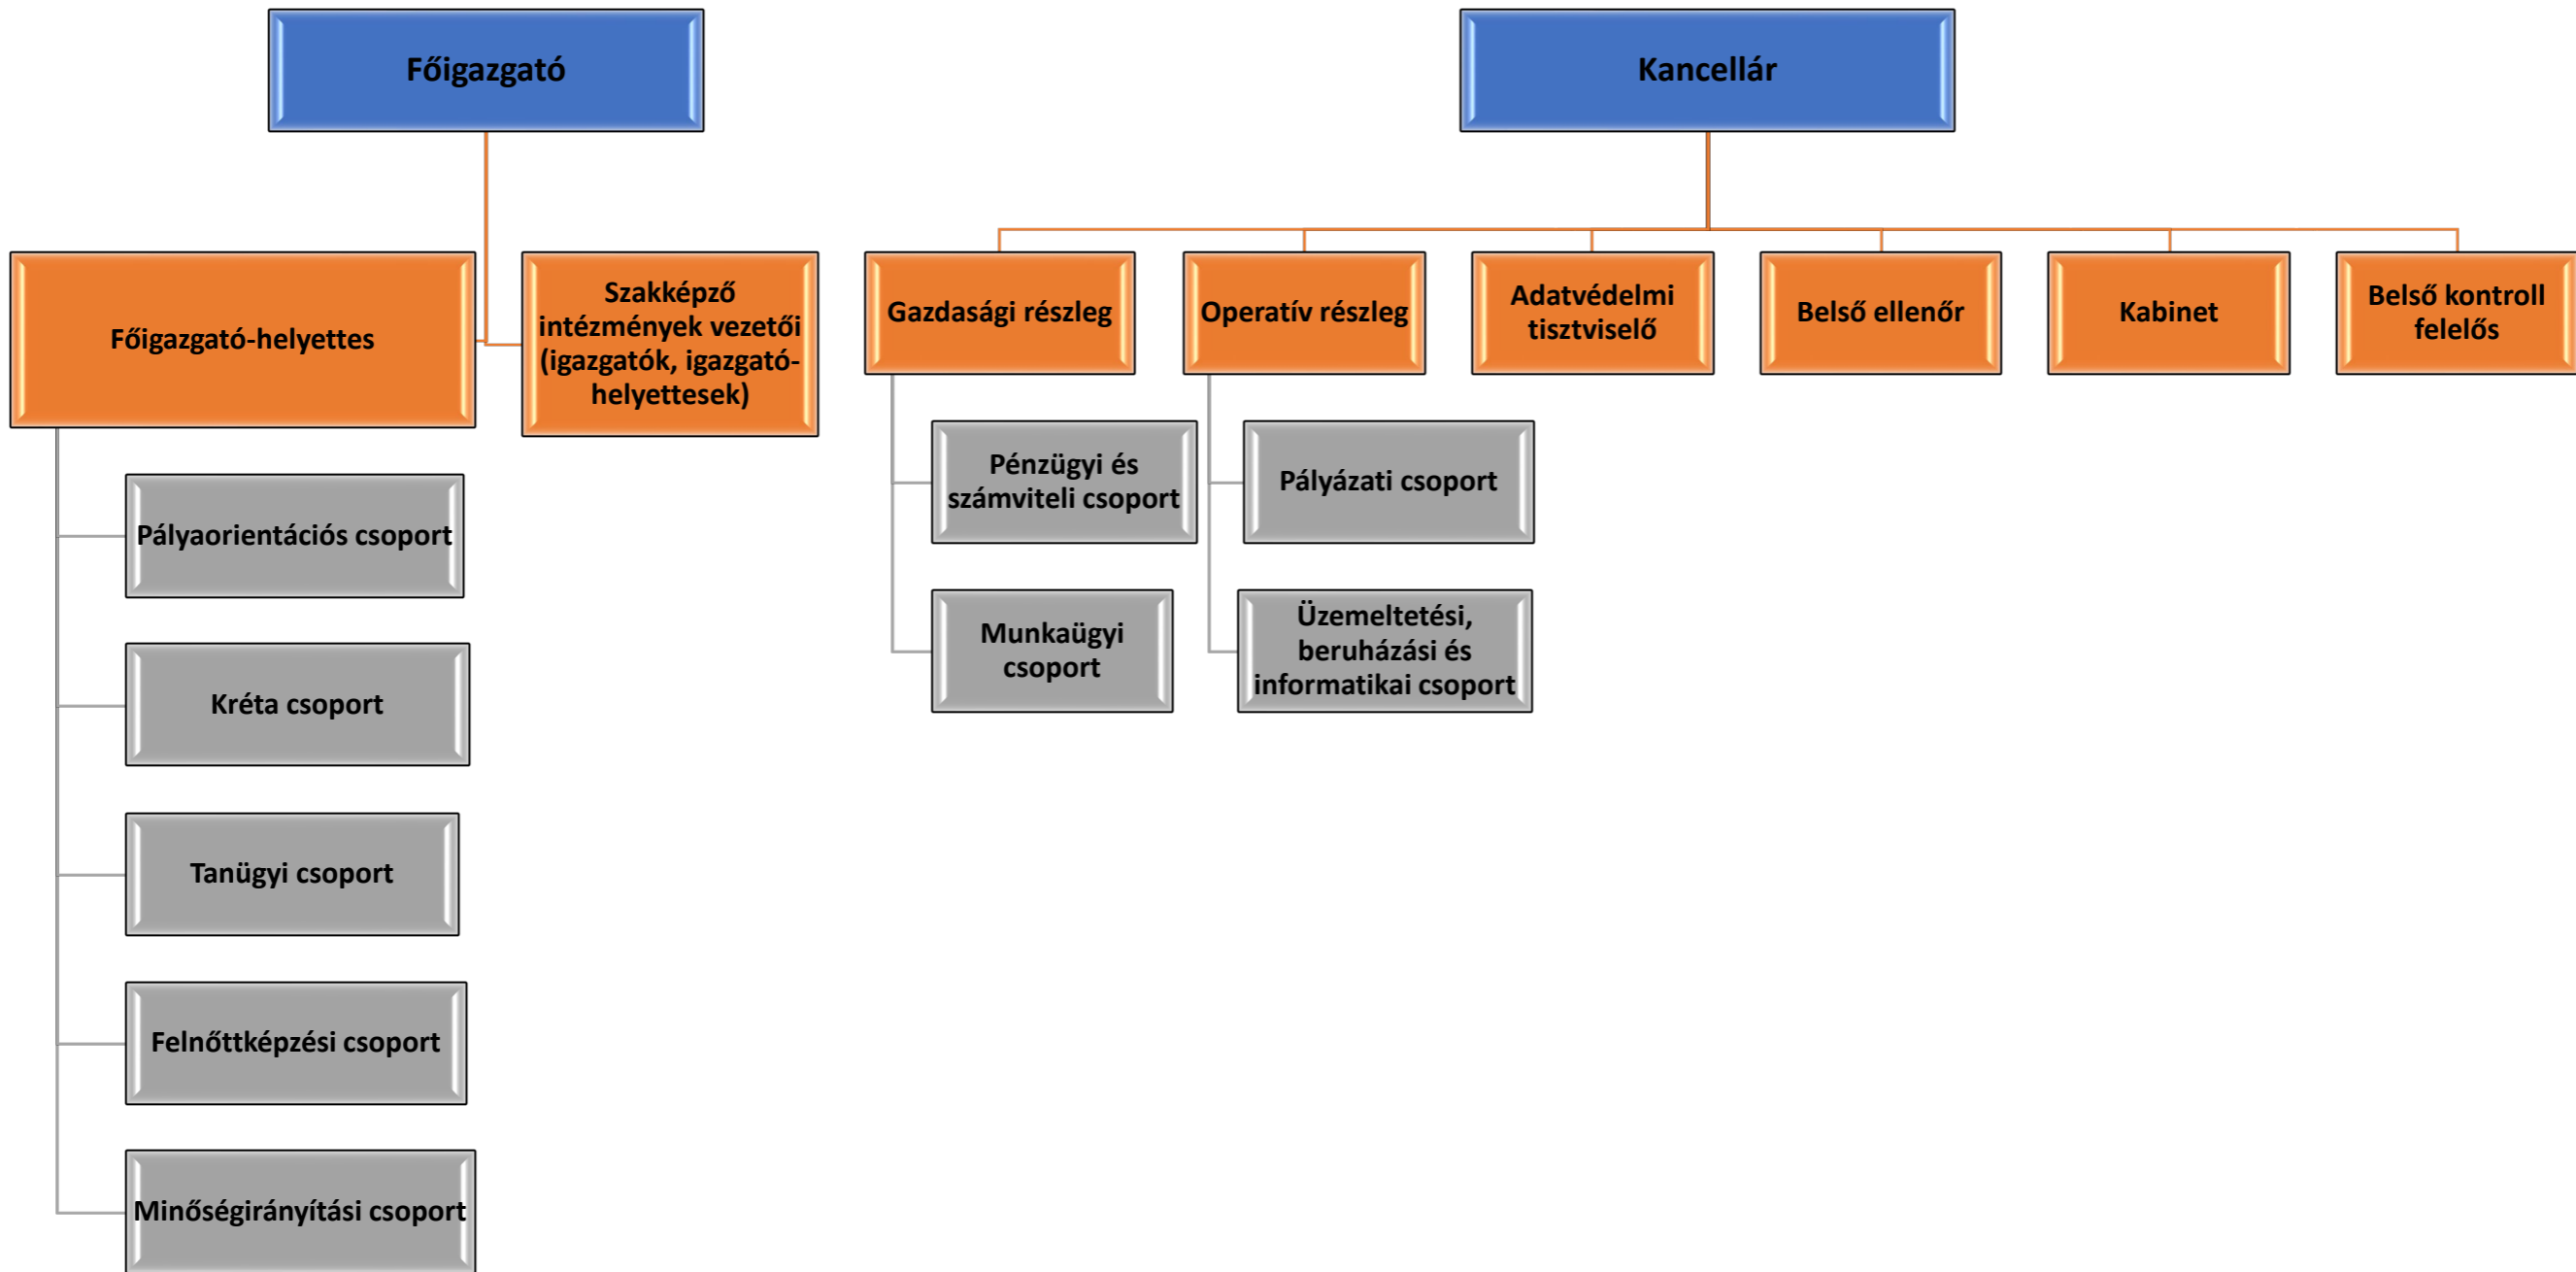 Főigazgató
Kancellár
Főigazgató-helyettes
Szakképző
intézmények vezetői
(igazgatók, igazgató-
helyettesek)
Gazdasági részleg
Operatív részleg
Adatvédelmi
tisztviselő
Belső ellenőr
Kabinet
Belső kontroll
felelős
Pályaorientációs csoport
Kréta csoport
Tanügyi csoport
Felnőttképzési csoport
Minőségirányítási csoport
Pénzügyi és
számviteli csoport
Munkaügyi
csoport
Pályázati csoport
Üzemeltetési,
beruházási és
informatikai csoport